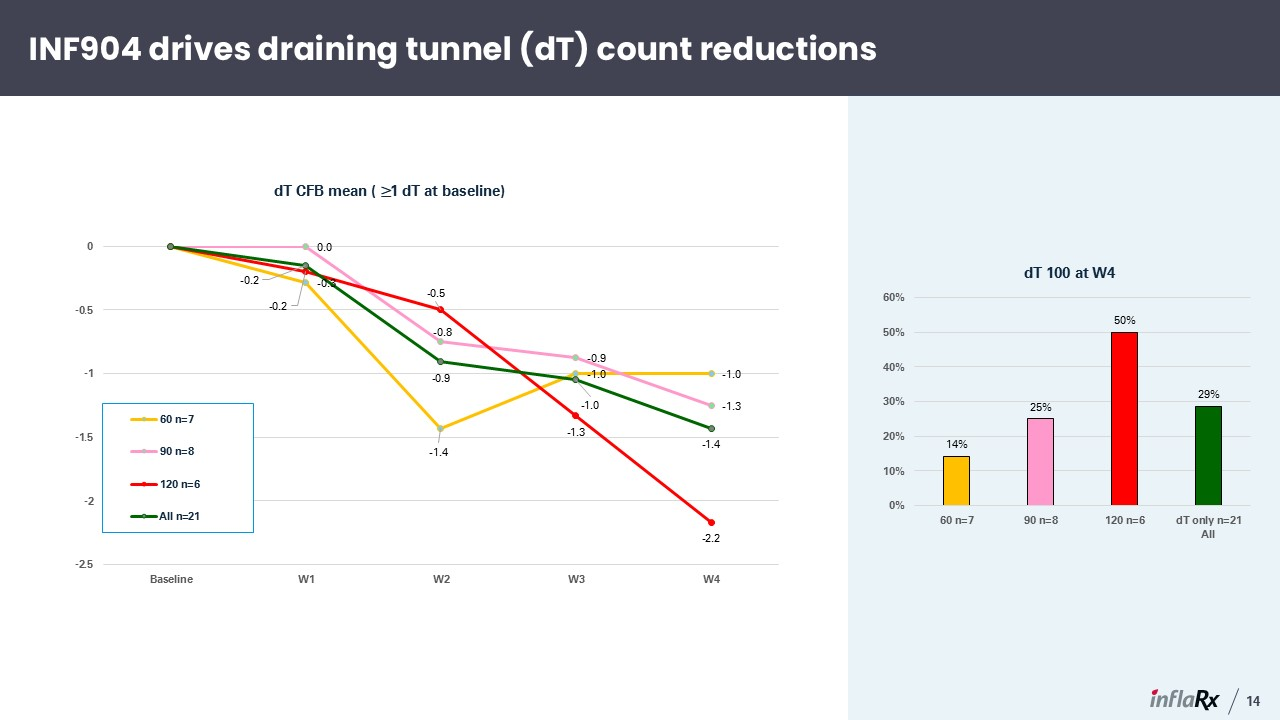 INF904 drives draining tunnel (dT) count reductions
dT CFB mean ( ≥1 dT at baseline)
0
-0.5
-1
-1.5
-2
-2.5
0.0
-0.2
-0.3
-0.2
-0.5
-0.8
-0.9
-1.4
-0.9
-1.0
-1.0
-1.3
-1.0
-1.3
-1.4
-2.2
60 n=7
90 n=8
120 n=6
All n=21
Baseline
W1
W2
W3
W4
dT 100 at W4
60%
50%
40%
30%
20%
10%
0%
14%
25%
50%
29%
60 n=7
90 n=8
120 n=6
dT only n=21
All
inflaRx
14